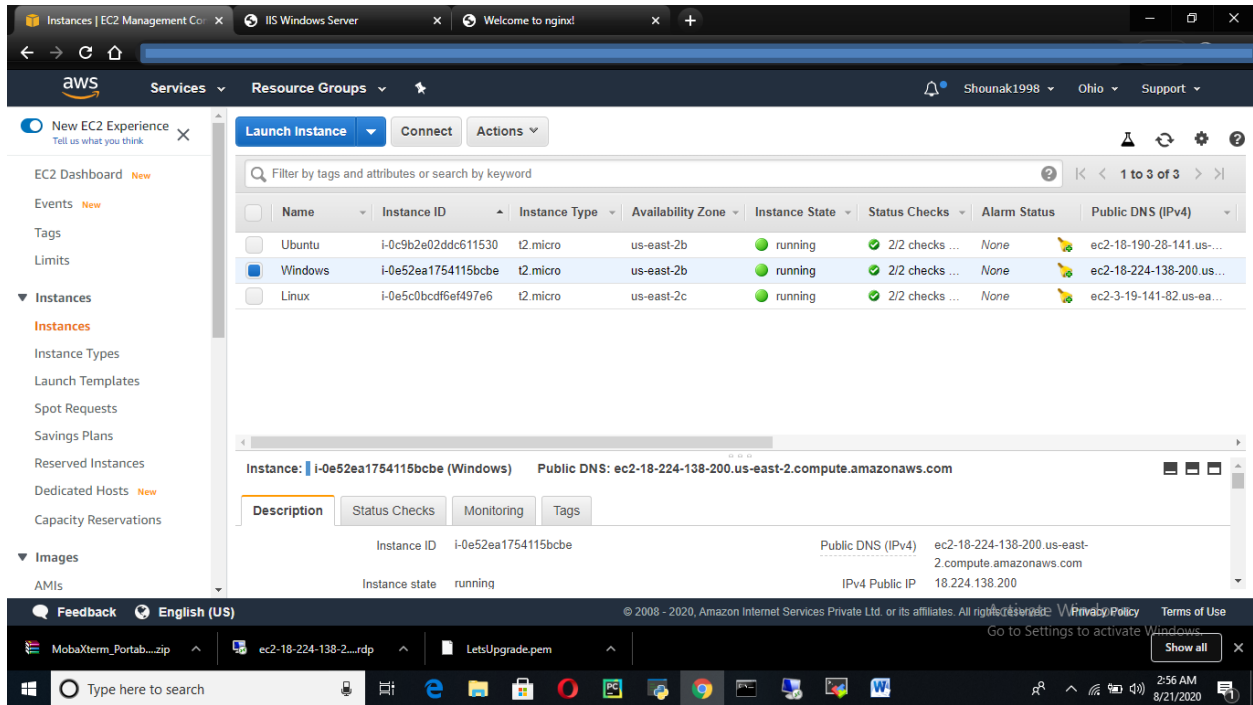 Instances | EC2 Management Cor
IIS Windows Server
Welcome to nginx!
aws Services Resource Groups Shounak1998 Ohio Support
New EC2 Experience
Tell us what you think
Launch Instance Connect Actions
EC2 Dashboard New
Events New
Tags
Limits
Instances
Instances
Instance Types
Launch Templates
Spot Requests
Savings Plans
Reserved Instances
Dedicated Hosts New
Capacity Reservations
Images
AMIs
Filter by tags and attributes or search by keyword
1 to 3 of 3
Name Instance ID Instance Type Availability Zone Instance State Status Checks Alarm Status Public DNS (IPv4)
Ubuntu i-0c9b2e02ddc611530 t2.micro us-east-2b running 2/2 checks ... None ec2-18-190-28-141.us-...
Windows i-0e52ea1754115bcbe t2.micro us-east-2b running 2/2 checks ... None ec2-18-224-138-200.us...
Linux i-0e5c0bcdf6ef497e6 t2.micro us-east-2c running 2/2 checks ... None ec2-3-19-141-82.us-ea...
Instance: i-0e52ea1754115bcbe (Windows) Public DNS: ec2-18-224-138-200.us-east-2.compute.amazonaws.com
Description Status Checks Monitoring Tags
Instance ID i-0e52ea1754115bcbe
Public DNS (IPv4) ec2-18-224-138-200.us-east-
2.compute.amazonaws.com
Instance state running
IPv4 Public IP 18.224.138.200
Feedback English (US)
© 2008 - 2020, Amazon Internet Services Private Ltd. or its affiliates. All rights reserved. Privacy Policy Terms of Use
Activate Windows
Go to Settings to activate Windows.
MobaXterm_Portab....zip ec2-18-224-138-2....rdp LetsUpgrade.pem Show all
Type here to search
2:56 AM
8/21/2020